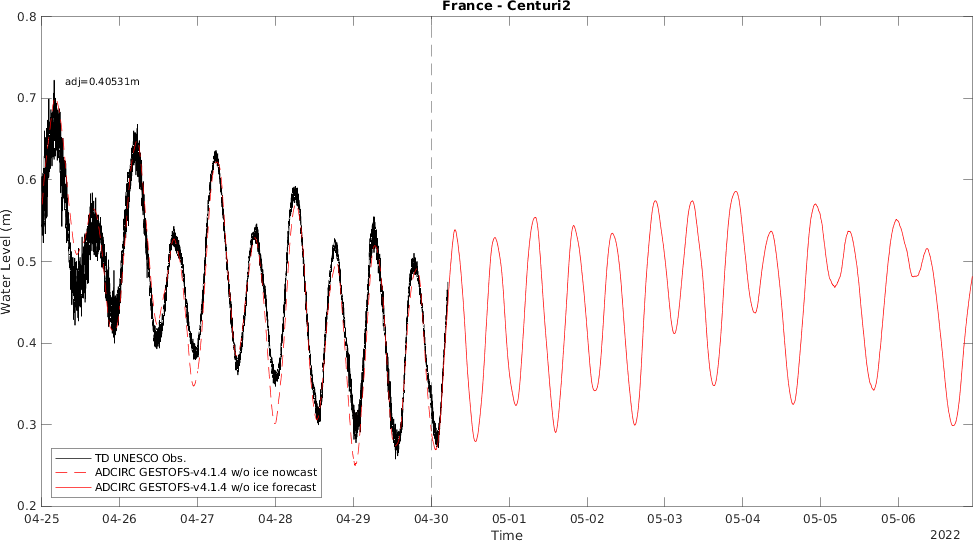 France - Centuri2
0.8
adj=0.40531m
0.7
0.6
0.5
0.4
0.3
0.2
Water Level (m)
TD UNESCO Obs.
ADCIRC GESTOFS-v4.1.4 w/o ice nowcast
ADCIRC GESTOFS-v4.1.4 w/o ice forecast
04-25 04-26 04-27 04-28 04-29 04-30 05-01 05-02 05-03 05-04 05-05 05-06
Time
2022